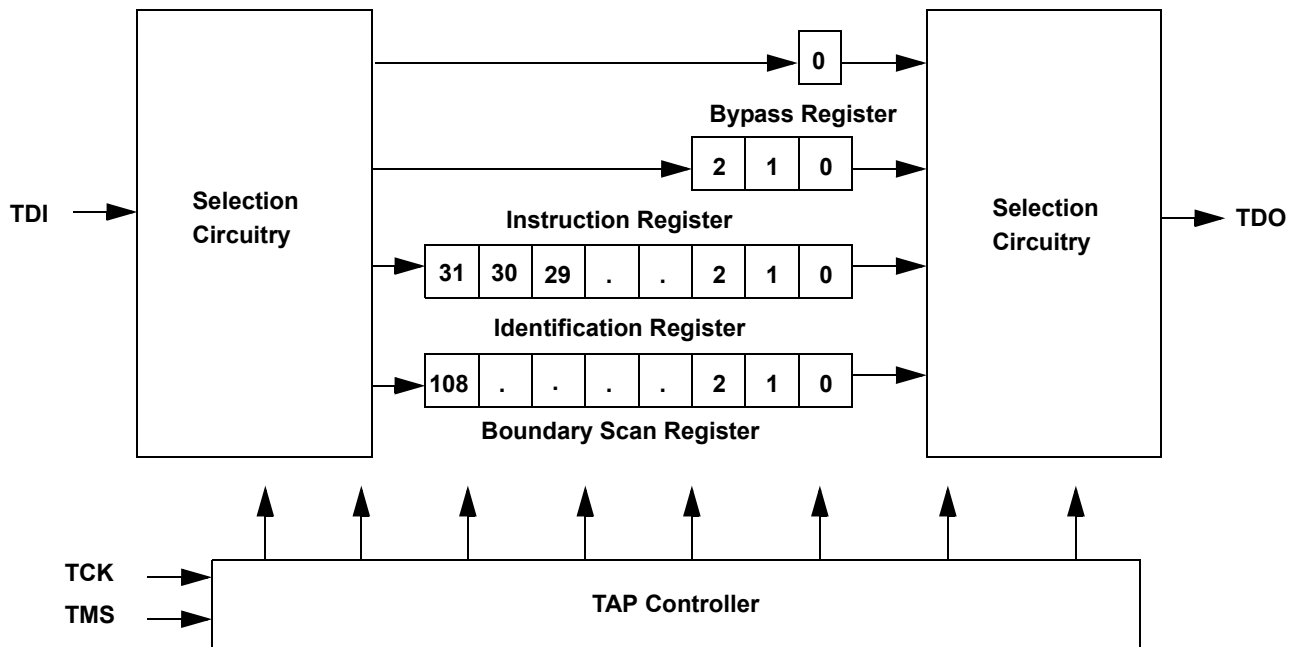 0
Bypass Register
2 1 0
Selection
Circuitry
TDI
Instruction Register
31 30 29 . . 2 1 0
Identification Register
108 . . . . 2 1 0
Boundary Scan Register
Selection
Circuitry
TDO
TCK
TMS
TAP Controller